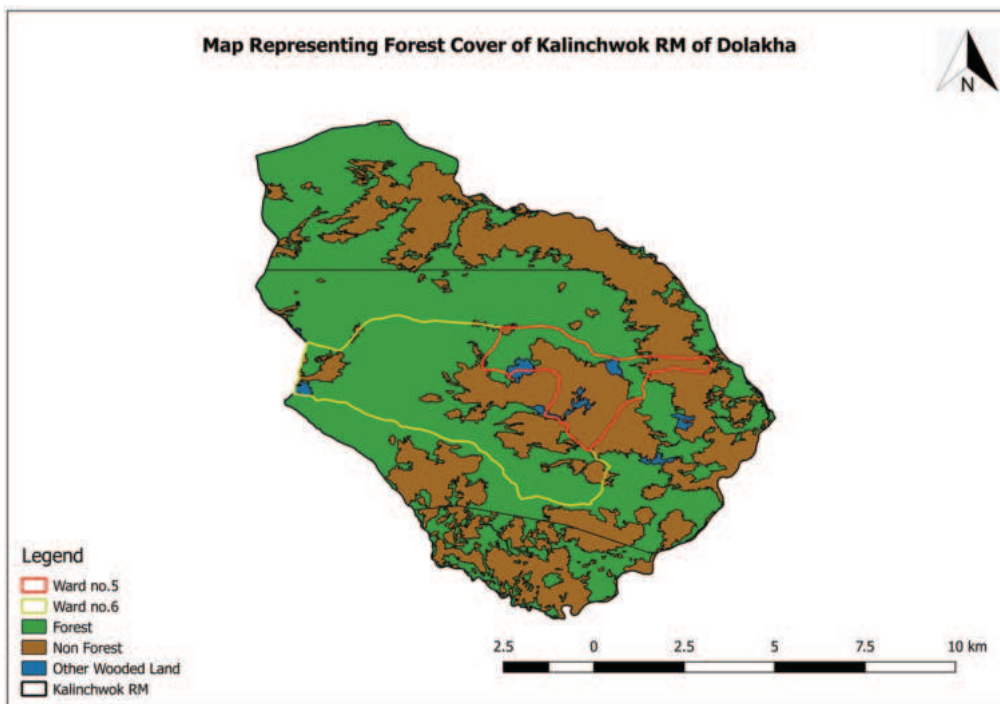 Map Representing Forest Cover of Kalinchwok RM of Dolakha
N
Legend
Ward no.5
Ward no.6
Forest
Non Forest
Other Wooded Land
Kalinchwok RM
2.5 0 2.5 5 7.5 10 km